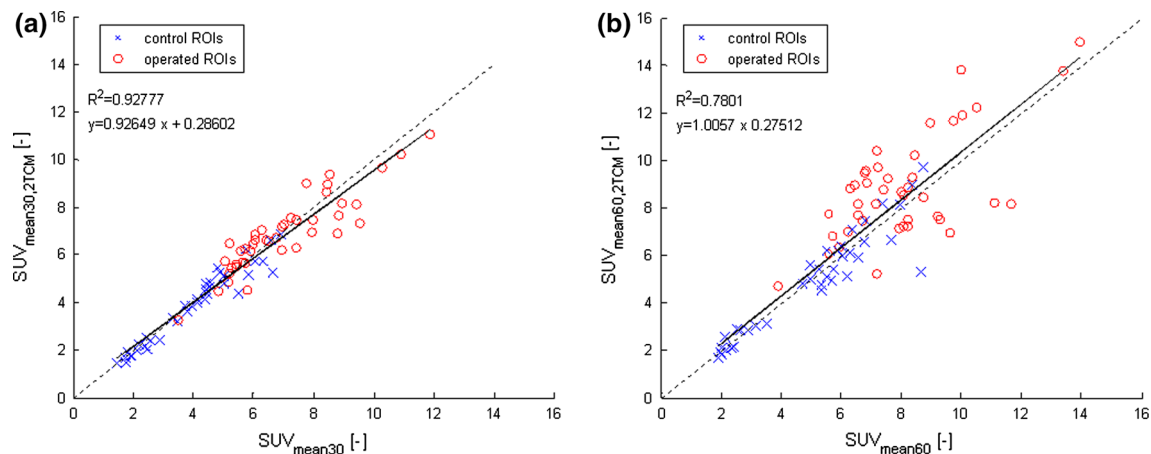 (a)
16
14
12
10
8
6
4
2
0
SUVmean30,2TCM [-]
× control ROIs
○ operated ROIs
R²=0.92777
y=0.92649 x + 0.28602
0 2 4 6 8 10 12 14 16
SUVmean30 [-]
(b)
16
14
12
10
8
6
4
2
0
SUVmean60,2TCM [-]
× control ROIs
○ operated ROIs
R²=0.7801
y=1.0057 x 0.27512
0 2 4 6 8 10 12 14 16
SUVmean60 [-]